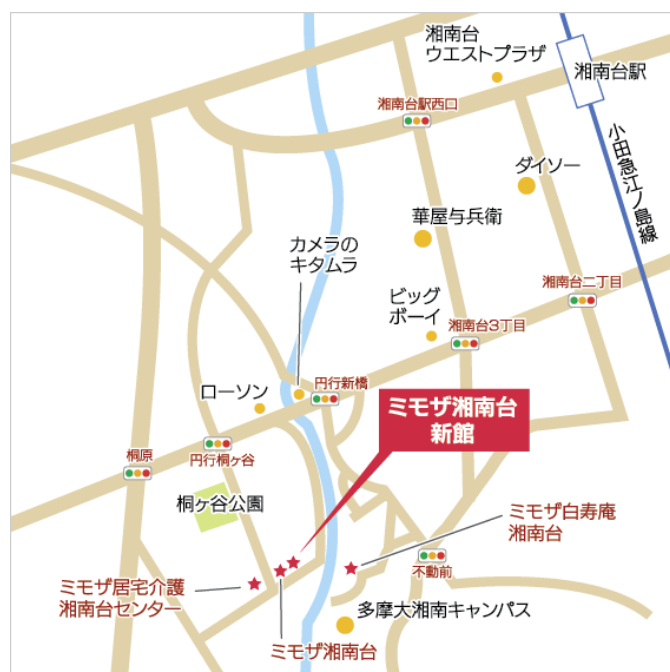 湘南台
ウエストプラザ
湘南台駅
湘南台駅西口
小田急江ノ島線
ダイソー
華屋与兵衛
カメラの
キタムラ
湘南台二丁目
ビッグ
ボーイ
湘南台3丁目
円行新橋
ローソン
ミモザ湘南台
新館
桐原
円行桐ヶ谷
桐ヶ谷公園
ミモザ白寿庵
湘南台
不動前
ミモザ居宅介護
湘南台センター
多摩大湘南キャンパス
ミモザ湘南台